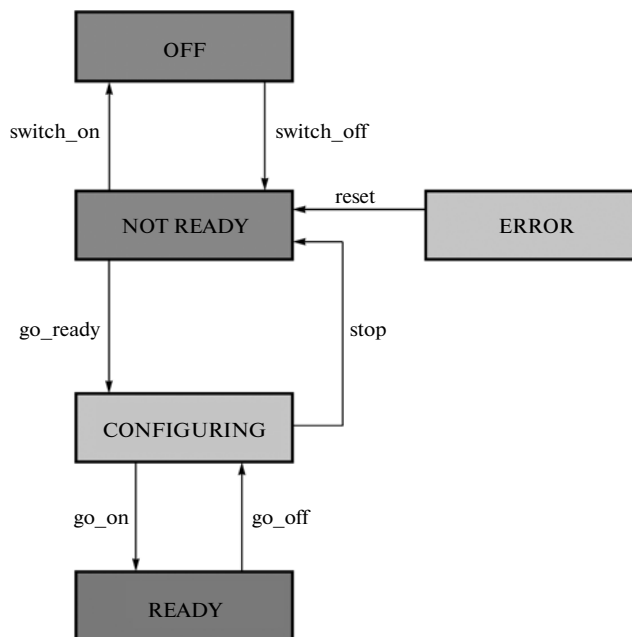 OFF
switch_on
switch_off
NOT READY
reset
ERROR
go_ready
stop
CONFIGURING
go_on
go_off
READY